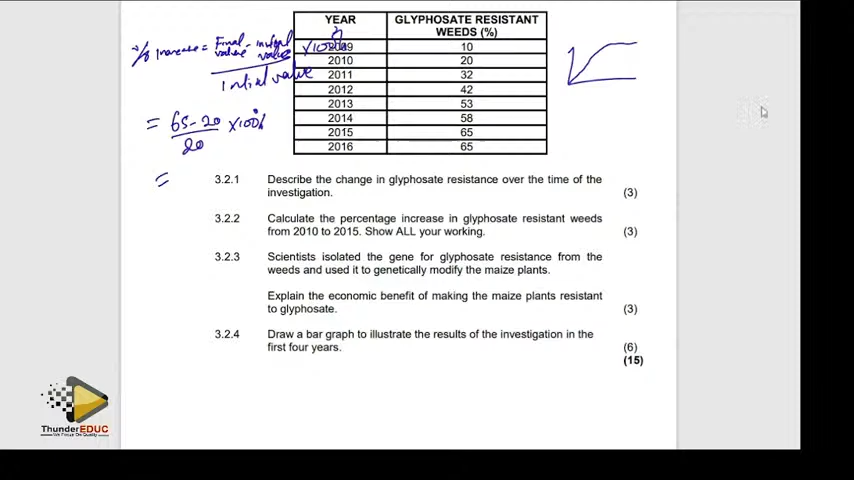 YEAR GLYPHOSATE RESISTANT WEEDS (%)
% Increase = Final value - initial value × 100%
Initial value
2009 10
2010 20
2011 32
2012 42
2013 53
2014 58
2015 65
2016 65
= 65 - 20 × 100%
20
=
3.2.1 Describe the change in glyphosate resistance over the time of the
investigation. (3)
3.2.2 Calculate the percentage increase in glyphosate resistant weeds
from 2010 to 2015. Show ALL your working. (3)
3.2.3 Scientists isolated the gene for glyphosate resistance from the
weeds and used it to genetically modify the maize plants.
Explain the economic benefit of making the maize plants resistant
to glyphosate. (3)
3.2.4 Draw a bar graph to illustrate the results of the investigation in the
first four years. (6)
(15)
ThunderEDUC
We Focus On Quality